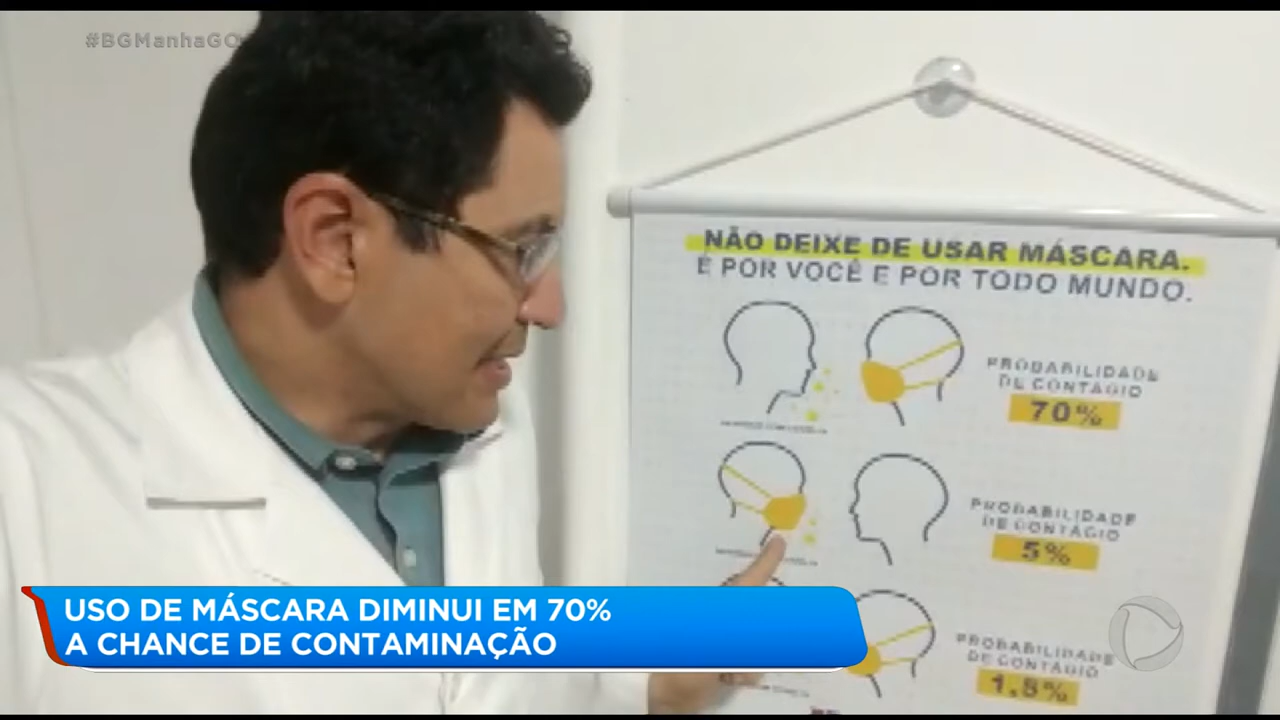 #BGManhaGO
NÃO DEIXE DE USAR MÁSCARA.
É POR VOCÊ E POR TODO MUNDO.
PROBABILIDADE
DE CONTÁGIO
70%
PROBABILIDADE
DE CONTÁGIO
5%
PROBABILIDADE
DE CONTÁGIO
1,5%
USO DE MÁSCARA DIMINUI EM 70%
A CHANCE DE CONTAMINAÇÃO